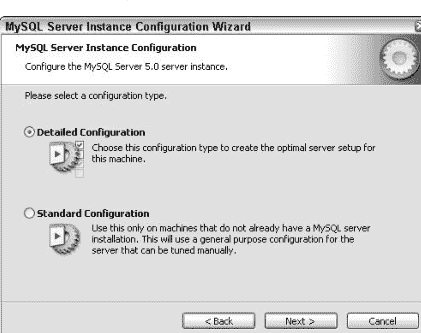 MySQL Server Instance Configuration Wizard
MySQL Server Instance Configuration
Configure the MySQL Server 5.0 server instance.
Please select a configuration type.
Detailed Configuration
Choose this configuration type to create the optimal server setup for
this machine.
Standard Configuration
Use this only on machines that do not already have a MySQL server
installation. This will use a general purpose configuration for the
server that can be tuned manually.
< Back
Next >
Cancel